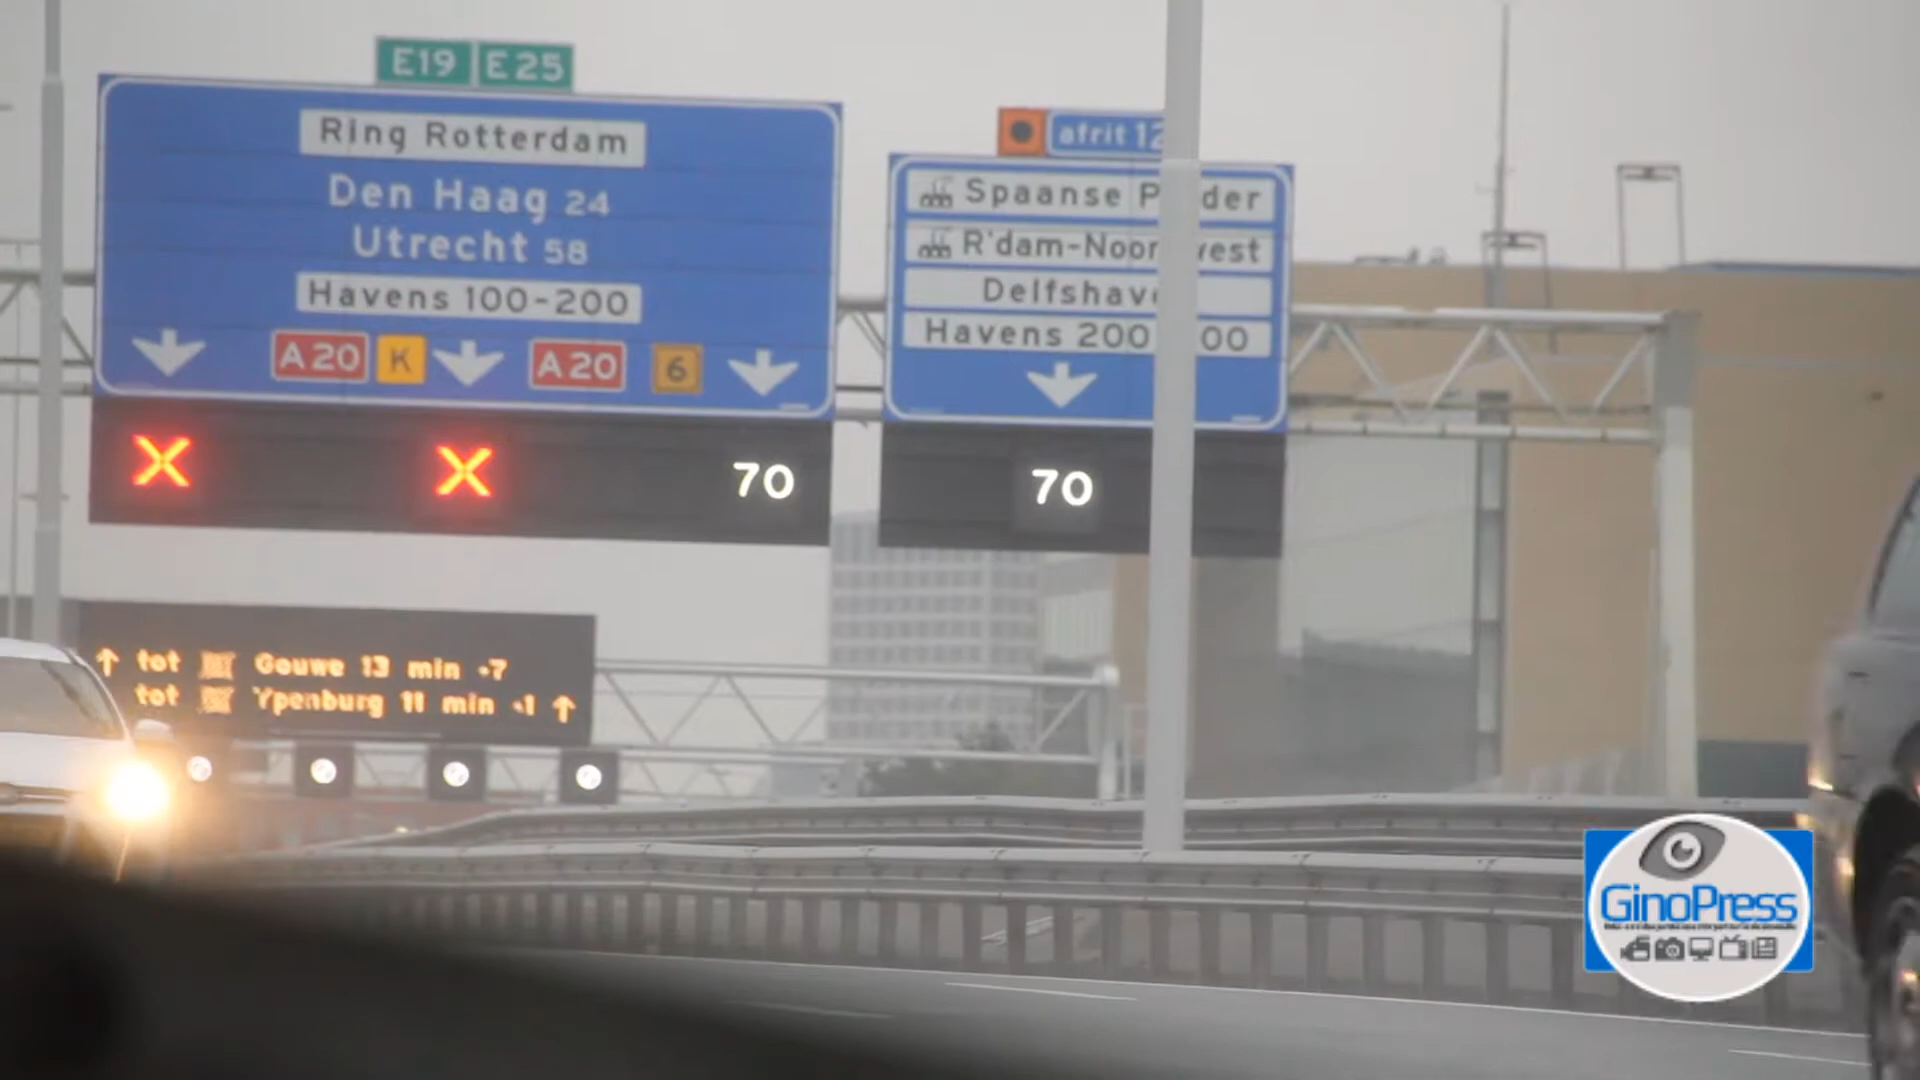 E19 E25
Ring Rotterdam
Den Haag 24
Utrecht 58
Havens 100-200
A20 K A20 6
70
afrit 12
Spaanse P der
R'dam-Noor west
Delfshav
Havens 200 00
70
tot Gouwe 13 min +7
tot Ypenburg 11 min +1
GinoPress